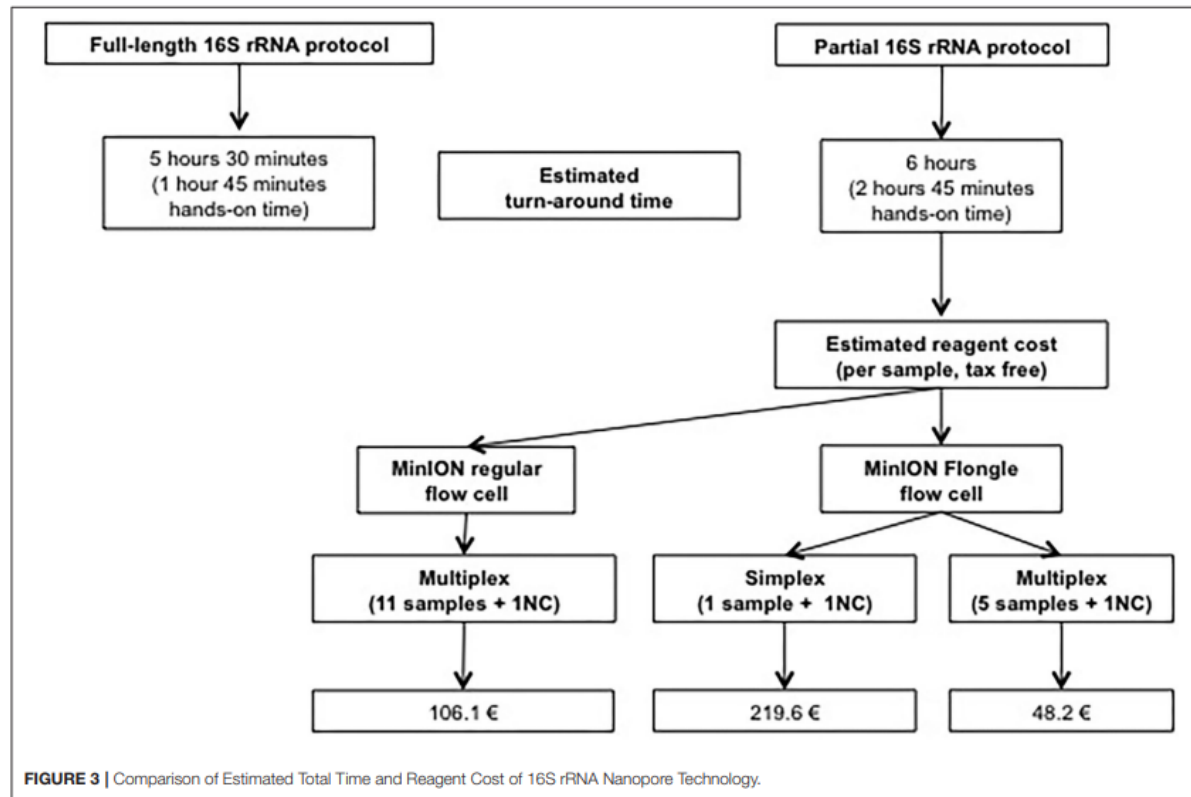 Full-length 16S rRNA protocol
Partial 16S rRNA protocol
5 hours 30 minutes
(1 hour 45 minutes
hands-on time)
Estimated
turn-around time
6 hours
(2 hours 45 minutes
hands-on time)
Estimated reagent cost
(per sample, tax free)
MinION regular
flow cell
MinION Flongle
flow cell
Multiplex
(11 samples + 1NC)
Simplex
(1 sample + 1NC)
Multiplex
(5 samples + 1NC)
106.1 €
219.6 €
48.2 €
FIGURE 3 | Comparison of Estimated Total Time and Reagent Cost of 16S rRNA Nanopore Technology.